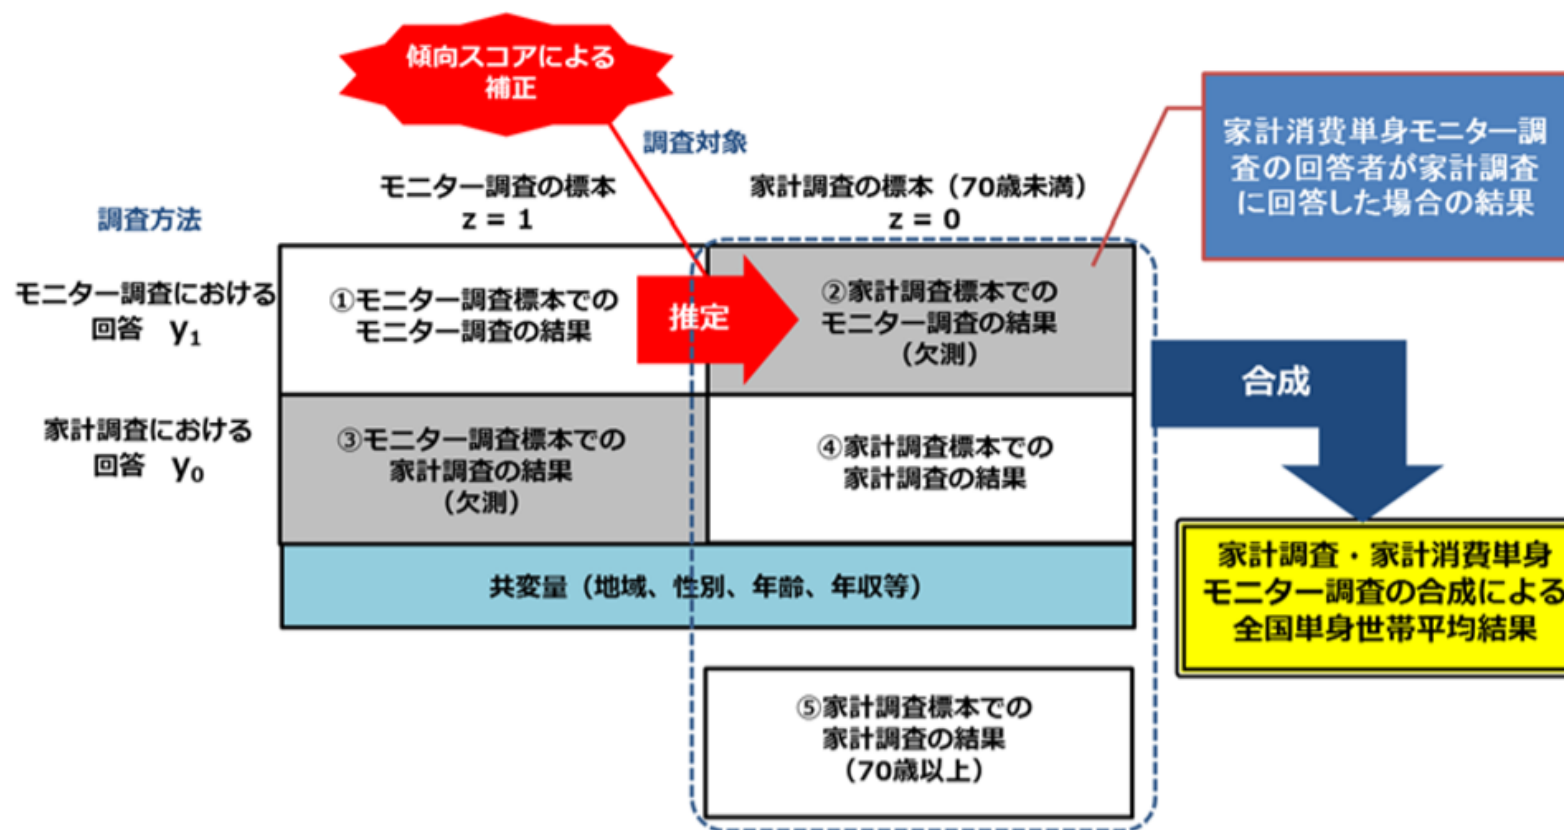 傾向スコアによる
補正
調査対象
家計消費単身モニター調
査の回答者が家計調査
に回答した場合の結果
調査方法
モニター調査の標本
z = 1
家計調査の標本（70歳未満）
z = 0
モニター調査における
回答　y₁
①モニター調査標本での
モニター調査の結果
推定
②家計調査標本での
モニター調査の結果
（欠測）
合成
家計調査における
回答　y₀
③モニター調査標本での
家計調査の結果
（欠測）
④家計調査標本での
家計調査の結果
共変量（地域、性別、年齢、年収等）
家計調査・家計消費単身
モニター調査の合成による
全国単身世帯平均結果
⑤家計調査標本での
家計調査の結果
（70歳以上）